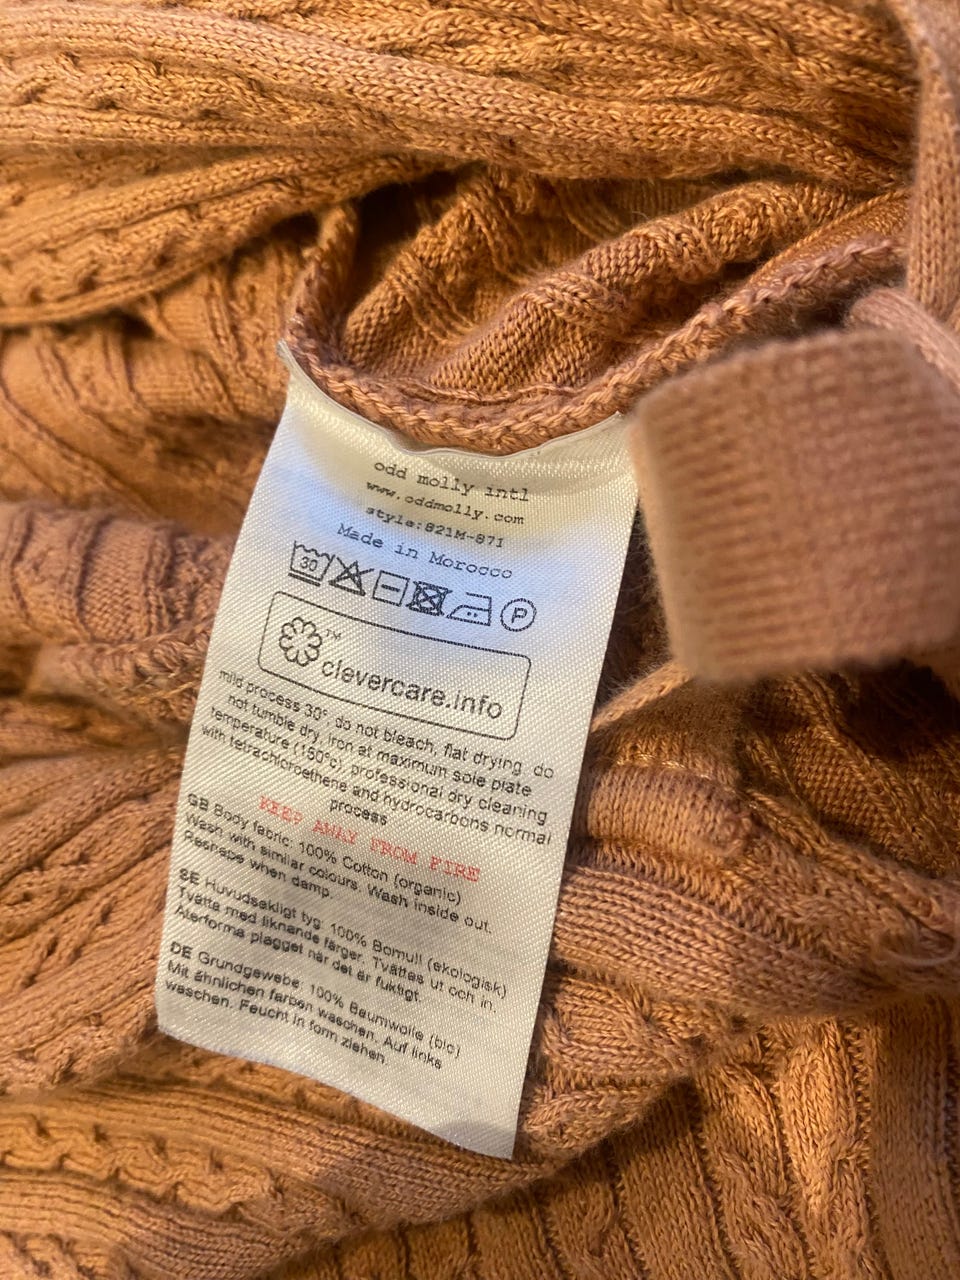 odd molly intl
www.oddmolly.com
style:821M-87I
Made in Morocco
30 P
™
clevercare.info
mild process 30°, do not bleach, flat drying, do
not tumble dry, iron at maximum sole plate
temperature (150°c), professional dry cleaning
with tetrachloroethene and hydrocarbons normal
process
KEEP AWAY FROM FIRE
GB Body fabric: 100% Cotton (organic)
Wash with similar colours. Wash inside out.
Reshape when damp.
SE Huvudsakligt tyg: 100% Bomull (ekologisk)
Tvätta med liknande färger. Tvättas ut och in.
Återforma plagget när det är fuktigt.
DE Grundgewebe: 100% Baumwolle (bio)
Mit ähnlichen farben waschen. Auf links
waschen. Feucht in form ziehen.